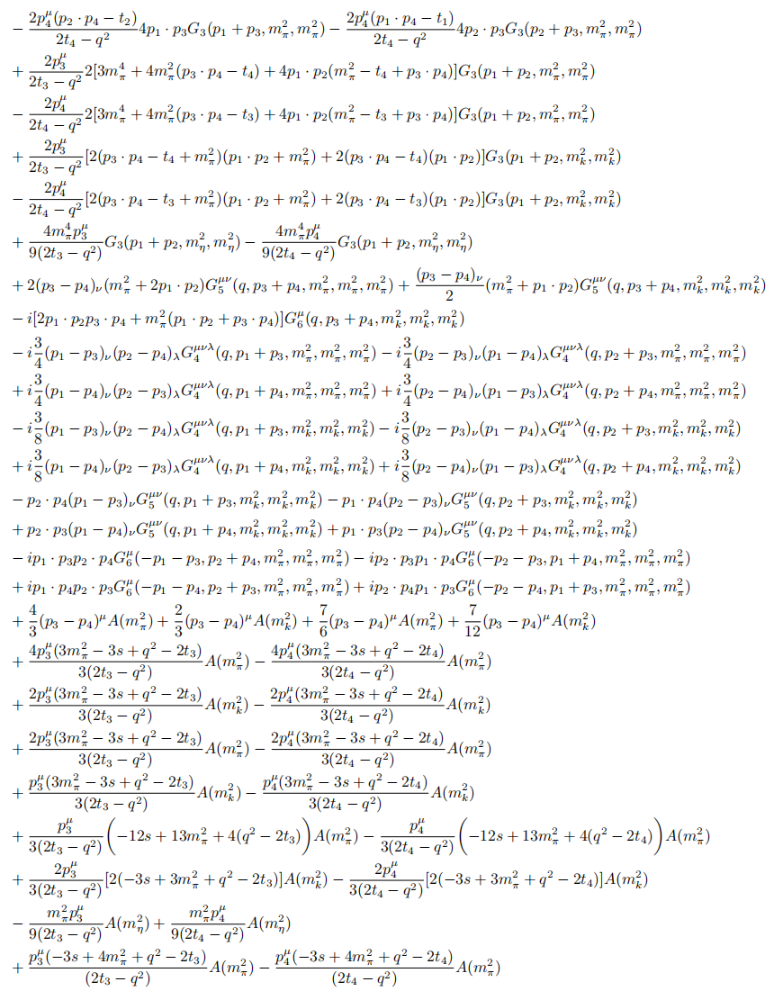 $-\frac{2p_4^\mu(p_2\cdot p_4-t_2)}{2t_4-q^2}4p_1\cdot p_3G_3(p_1+p_3,m_\pi^2,m_\pi^2)-\frac{2p_4^\mu(p_1\cdot p_4-t_1)}{2t_4-q^2}4p_2\cdot p_3G_3(p_2+p_3,m_\pi^2,m_\pi^2)$
$+\frac{2p_3^\mu}{2t_3-q^2}2[3m_\pi^4+4m_\pi^2(p_3\cdot p_4-t_4)+4p_1\cdot p_2(m_\pi^2-t_4+p_3\cdot p_4)]G_3(p_1+p_2,m_\pi^2,m_\pi^2)$
$-\frac{2p_4^\mu}{2t_4-q^2}2[3m_\pi^4+4m_\pi^2(p_3\cdot p_4-t_3)+4p_1\cdot p_2(m_\pi^2-t_3+p_3\cdot p_4)]G_3(p_1+p_2,m_\pi^2,m_\pi^2)$
$+\frac{2p_3^\mu}{2t_3-q^2}[2(p_3\cdot p_4-t_4+m_\pi^2)(p_1\cdot p_2+m_\pi^2)+2(p_3\cdot p_4-t_4)(p_1\cdot p_2)]G_3(p_1+p_2,m_k^2,m_k^2)$
$-\frac{2p_4^\mu}{2t_4-q^2}[2(p_3\cdot p_4-t_3+m_\pi^2)(p_1\cdot p_2+m_\pi^2)+2(p_3\cdot p_4-t_3)(p_1\cdot p_2)]G_3(p_1+p_2,m_k^2,m_k^2)$
$+\frac{4m_\pi^4p_3^\mu}{9(2t_3-q^2)}G_3(p_1+p_2,m_\eta^2,m_\eta^2)-\frac{4m_\pi^4p_4^\mu}{9(2t_4-q^2)}G_3(p_1+p_2,m_\eta^2,m_\eta^2)$
$+2(p_3-p_4)_\nu(m_\pi^2+2p_1\cdot p_2)G_5^{\mu\nu}(q,p_3+p_4,m_\pi^2,m_\pi^2,m_\pi^2)+\frac{(p_3-p_4)_\nu}{2}(m_\pi^2+p_1\cdot p_2)G_5^{\mu\nu}(q,p_3+p_4,m_k^2,m_k^2,m_k^2)$
$-i[2p_1\cdot p_2p_3\cdot p_4+m_\pi^2(p_1\cdot p_2+p_3\cdot p_4)]G_6^\mu(q,p_3+p_4,m_k^2,m_k^2,m_k^2)$
$-i\frac{3}{4}(p_1-p_3)_\nu(p_2-p_4)_\lambda G_4^{\mu\nu\lambda}(q,p_1+p_3,m_\pi^2,m_\pi^2,m_\pi^2)-i\frac{3}{4}(p_2-p_3)_\nu(p_1-p_4)_\lambda G_4^{\mu\nu\lambda}(q,p_2+p_3,m_\pi^2,m_\pi^2,m_\pi^2)$
$+i\frac{3}{4}(p_1-p_4)_\nu(p_2-p_3)_\lambda G_4^{\mu\nu\lambda}(q,p_1+p_4,m_\pi^2,m_\pi^2,m_\pi^2)+i\frac{3}{4}(p_2-p_4)_\nu(p_1-p_3)_\lambda G_4^{\mu\nu\lambda}(q,p_2+p_4,m_\pi^2,m_\pi^2,m_\pi^2)$
$-i\frac{3}{8}(p_1-p_3)_\nu(p_2-p_4)_\lambda G_4^{\mu\nu\lambda}(q,p_1+p_3,m_k^2,m_k^2,m_k^2)-i\frac{3}{8}(p_2-p_3)_\nu(p_1-p_4)_\lambda G_4^{\mu\nu\lambda}(q,p_2+p_3,m_k^2,m_k^2,m_k^2)$
$+i\frac{3}{8}(p_1-p_4)_\nu(p_2-p_3)_\lambda G_4^{\mu\nu\lambda}(q,p_1+p_4,m_k^2,m_k^2,m_k^2)+i\frac{3}{8}(p_2-p_4)_\nu(p_1-p_3)_\lambda G_4^{\mu\nu\lambda}(q,p_2+p_4,m_k^2,m_k^2,m_k^2)$
$-p_2\cdot p_4(p_1-p_3)_\nu G_5^{\mu\nu}(q,p_1+p_3,m_k^2,m_k^2,m_k^2)-p_1\cdot p_4(p_2-p_3)_\nu G_5^{\mu\nu}(q,p_2+p_3,m_k^2,m_k^2,m_k^2)$
$+p_2\cdot p_3(p_1-p_4)_\nu G_5^{\mu\nu}(q,p_1+p_4,m_k^2,m_k^2,m_k^2)+p_1\cdot p_3(p_2-p_4)_\nu G_5^{\mu\nu}(q,p_2+p_4,m_k^2,m_k^2,m_k^2)$
$-ip_1\cdot p_3p_2\cdot p_4G_6^\mu(-p_1-p_3,p_2+p_4,m_\pi^2,m_\pi^2,m_\pi^2)-ip_2\cdot p_3p_1\cdot p_4G_6^\mu(-p_2-p_3,p_1+p_4,m_\pi^2,m_\pi^2,m_\pi^2)$
$+ip_1\cdot p_4p_2\cdot p_3G_6^\mu(-p_1-p_4,p_2+p_3,m_\pi^2,m_\pi^2,m_\pi^2)+ip_2\cdot p_4p_1\cdot p_3G_6^\mu(-p_2-p_4,p_1+p_3,m_\pi^2,m_\pi^2,m_\pi^2)$
$+\frac{4}{3}(p_3-p_4)^\mu A(m_\pi^2)+\frac{2}{3}(p_3-p_4)^\mu A(m_k^2)+\frac{7}{6}(p_3-p_4)^\mu A(m_\pi^2)+\frac{7}{12}(p_3-p_4)^\mu A(m_k^2)$
$+\frac{4p_3^\mu(3m_\pi^2-3s+q^2-2t_3)}{3(2t_3-q^2)}A(m_\pi^2)-\frac{4p_4^\mu(3m_\pi^2-3s+q^2-2t_4)}{3(2t_4-q^2)}A(m_\pi^2)$
$+\frac{2p_3^\mu(3m_\pi^2-3s+q^2-2t_3)}{3(2t_3-q^2)}A(m_k^2)-\frac{2p_4^\mu(3m_\pi^2-3s+q^2-2t_4)}{3(2t_4-q^2)}A(m_k^2)$
$+\frac{2p_3^\mu(3m_\pi^2-3s+q^2-2t_3)}{3(2t_3-q^2)}A(m_\pi^2)-\frac{2p_4^\mu(3m_\pi^2-3s+q^2-2t_4)}{3(2t_4-q^2)}A(m_\pi^2)$
$+\frac{p_3^\mu(3m_\pi^2-3s+q^2-2t_3)}{3(2t_3-q^2)}A(m_k^2)-\frac{p_4^\mu(3m_\pi^2-3s+q^2-2t_4)}{3(2t_4-q^2)}A(m_k^2)$
$+\frac{p_3^\mu}{3(2t_3-q^2)}\left(-12s+13m_\pi^2+4(q^2-2t_3)\right)A(m_\pi^2)-\frac{p_4^\mu}{3(2t_4-q^2)}\left(-12s+13m_\pi^2+4(q^2-2t_4)\right)A(m_\pi^2)$
$+\frac{2p_3^\mu}{3(2t_3-q^2)}[2(-3s+3m_\pi^2+q^2-2t_3)]A(m_k^2)-\frac{2p_4^\mu}{3(2t_4-q^2)}[2(-3s+3m_\pi^2+q^2-2t_4)]A(m_k^2)$
$-\frac{m_\pi^2p_3^\mu}{9(2t_3-q^2)}A(m_\eta^2)+\frac{m_\pi^2p_4^\mu}{9(2t_4-q^2)}A(m_\eta^2)$
$+\frac{p_3^\mu(-3s+4m_\pi^2+q^2-2t_3)}{(2t_3-q^2)}A(m_\pi^2)-\frac{p_4^\mu(-3s+4m_\pi^2+q^2-2t_4)}{(2t_4-q^2)}A(m_\pi^2)$